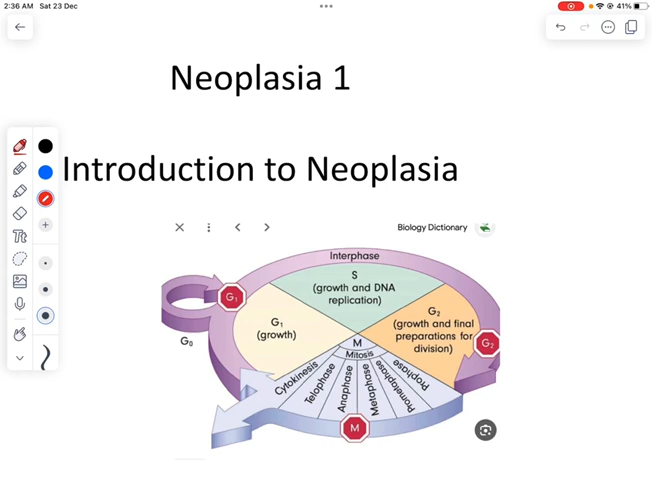 2:36 AM Sat 23 Dec
41%
Neoplasia 1
Introduction to Neoplasia
Biology Dictionary
Interphase
S
(growth and DNA
replication)
G1
G0
G1
(growth)
G2
(growth and final
preparations for
division)
G2
M
Mitosis
Cytokinesis
Telophase
Anaphase
Metaphase
Prometaphase
Prophase
M
Tt